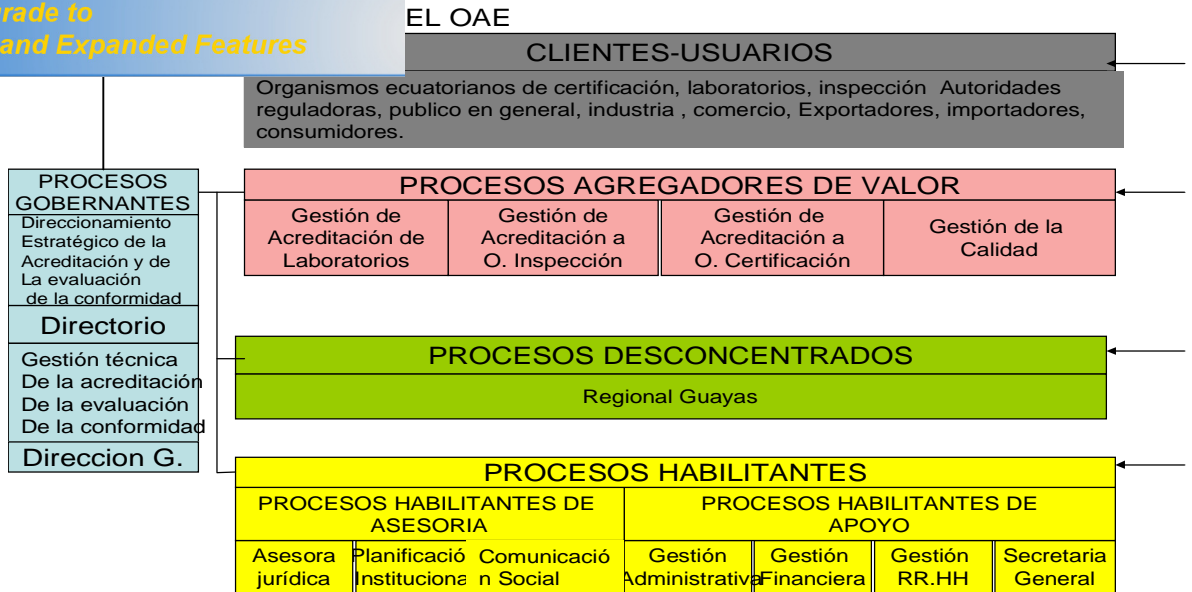 grade to
and Expanded Features
EL OAE
CLIENTES-USUARIOS
Organismos ecuatorianos de certificación, laboratorios, inspección Autoridades
reguladoras, publico en general, industria , comercio, Exportadores, importadores,
consumidores.
PROCESOS
GOBERNANTES
Direccionamiento
Estratégico de la
Acreditación y de
La evaluación
de la conformidad
Directorio
Gestión técnica
De la acreditación
De la evaluación
De la conformidad
Direccion G.
PROCESOS AGREGADORES DE VALOR
Gestión de
Acreditación de
Laboratorios
Gestión de
Acreditación a
O. Inspección
Gestión de
Acreditación a
O. Certificación
Gestión de la
Calidad
PROCESOS DESCONCENTRADOS
Regional Guayas
PROCESOS HABILITANTES
PROCESOS HABILITANTES DE
ASESORIA
PROCESOS HABILITANTES DE
APOYO
Asesora
jurídica
Planificació
Instituciona
Comunicació
n Social
Gestión
Administrativa
Gestión
Financiera
Gestión
RR.HH
Secretaria
General